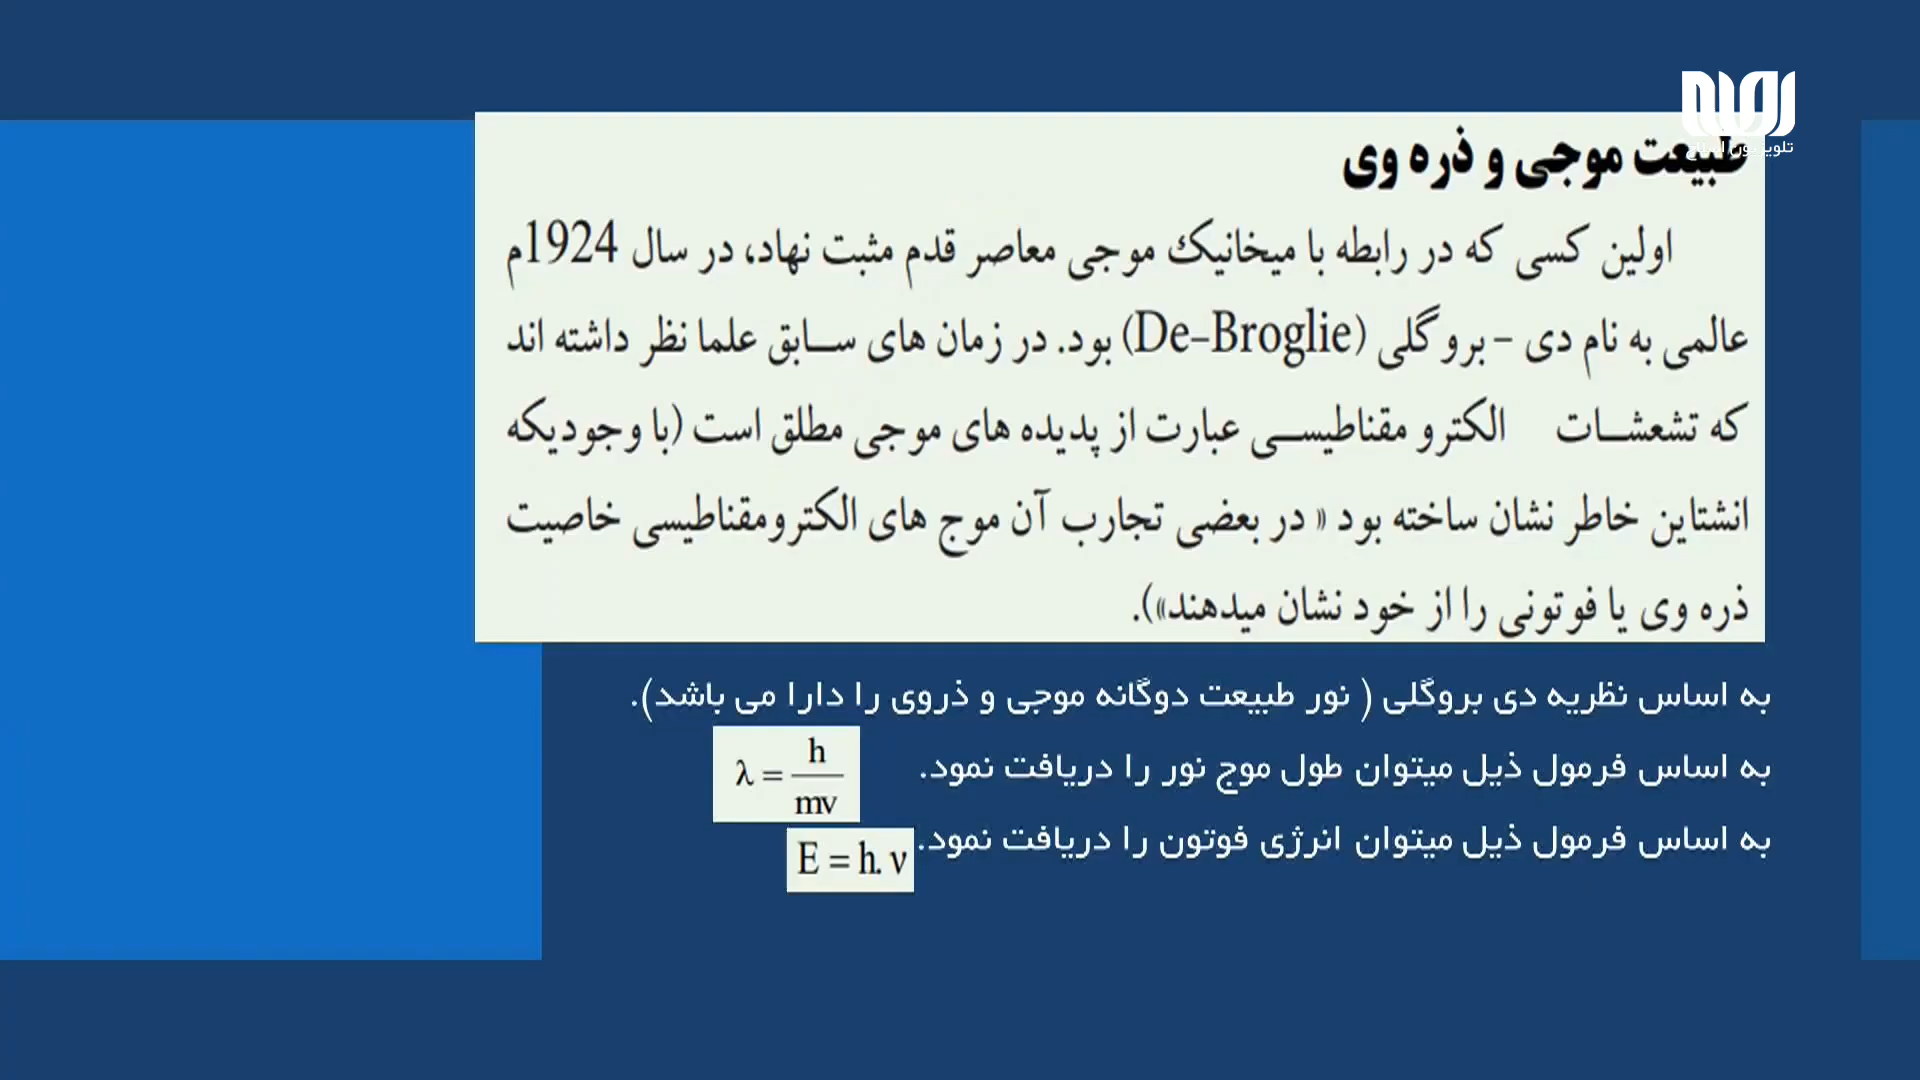 طبیعت موجی و ذره وی
اولین کسی که در رابطه با میخانیک موجی معاصر قدم مثبت نهاد، در سال 1924م
عالمی به نام دی – بروگلی (De–Broglie) بود. در زمان های سابق علما نظر داشته اند
که تشعشات الکترو مقناطیسی عبارت از پدیده های موجی مطلق است (با وجودیکه
انشتاین خاطر نشان ساخته بود « در بعضی تجارب آن موج های الکترومقناطیسی خاصیت
ذره وی یا فوتونی را از خود نشان میدهند»).
به اساس نظریه دی بروگلی ( نور طبیعت دوگانه موجی و ذروی را دارا می باشد).
به اساس فرمول ذیل میتوان طول موج نور را دریافت نمود.
λ = h / mv
به اساس فرمول ذیل میتوان انرژی فوتون را دریافت نمود.
E = h. ν
تلویزیون